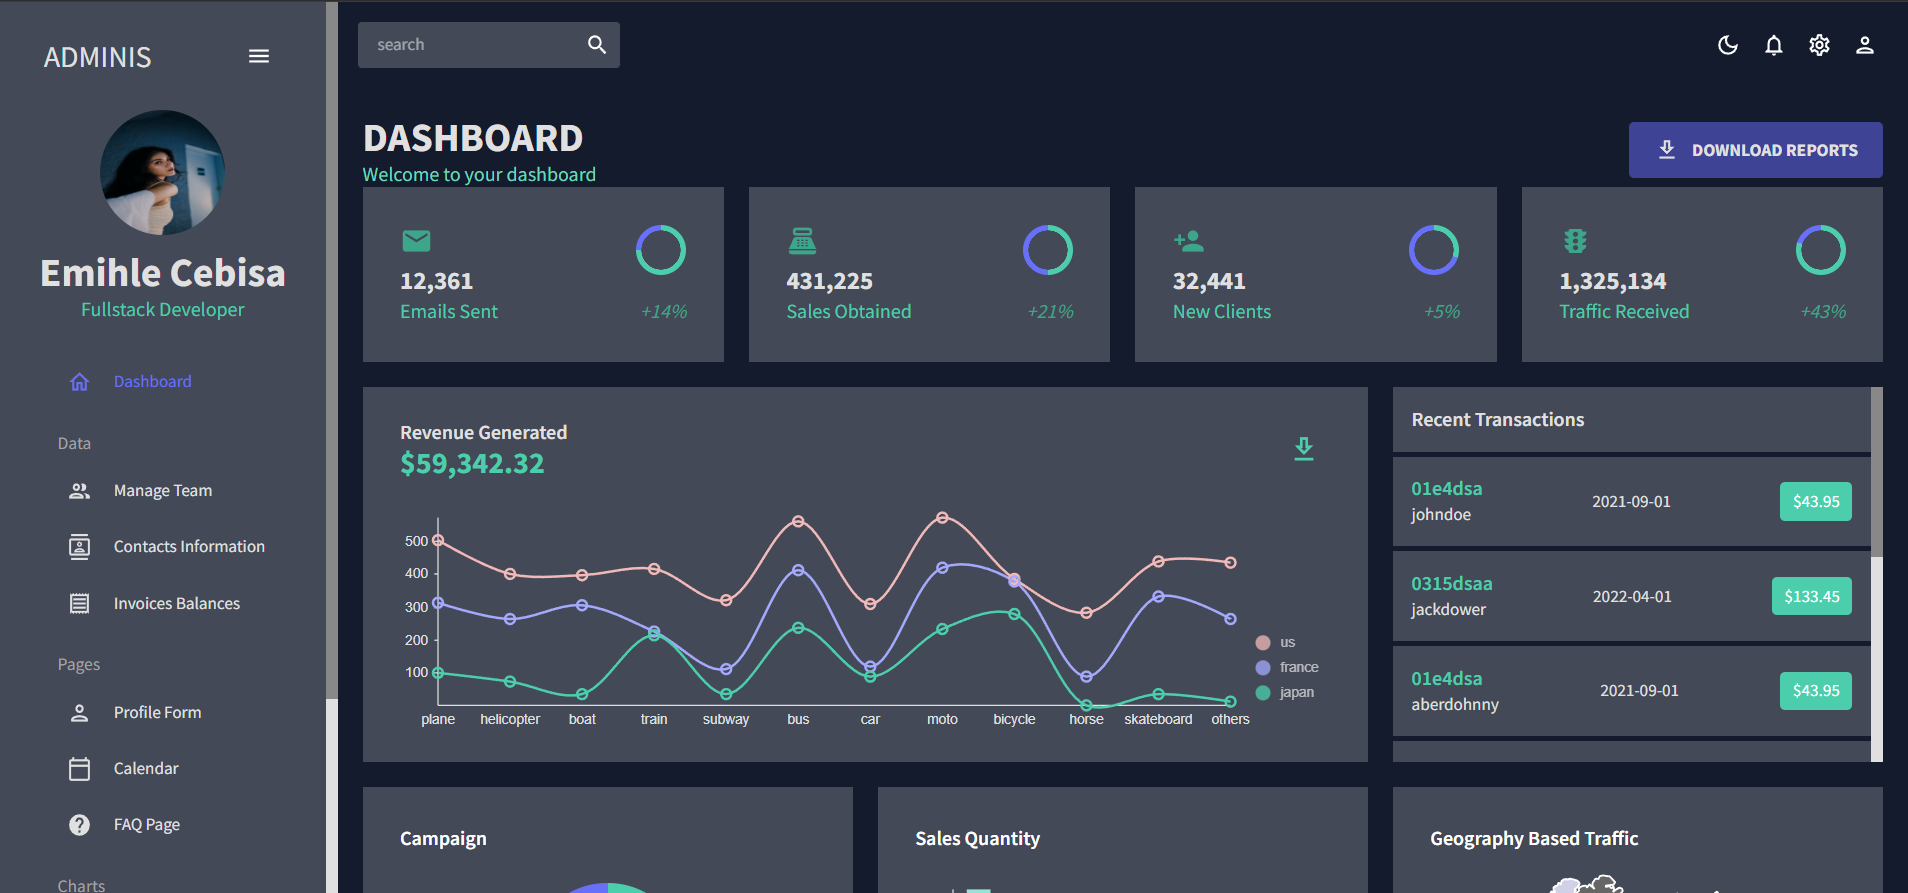 ADMINIS
Emihle Cebisa
Fullstack Developer
Dashboard
Data
Manage Team
Contacts Information
Invoices Balances
Pages
Profile Form
Calendar
FAQ Page
Charts
search
DASHBOARD
Welcome to your dashboard
DOWNLOAD REPORTS
12,361
Emails Sent
+14%
431,225
Sales Obtained
+21%
32,441
New Clients
+5%
1,325,134
Traffic Received
+43%
Revenue Generated
$59,342.32
500
400
300
200
100
plane helicopter boat train subway bus car moto bicycle horse skateboard others
us
france
japan
Recent Transactions
01e4dsa
johndoe
2021-09-01
$43.95
0315dsaa
jackdower
2022-04-01
$133.45
01e4dsa
aberdohnny
2021-09-01
$43.95
Campaign
Sales Quantity
Geography Based Traffic